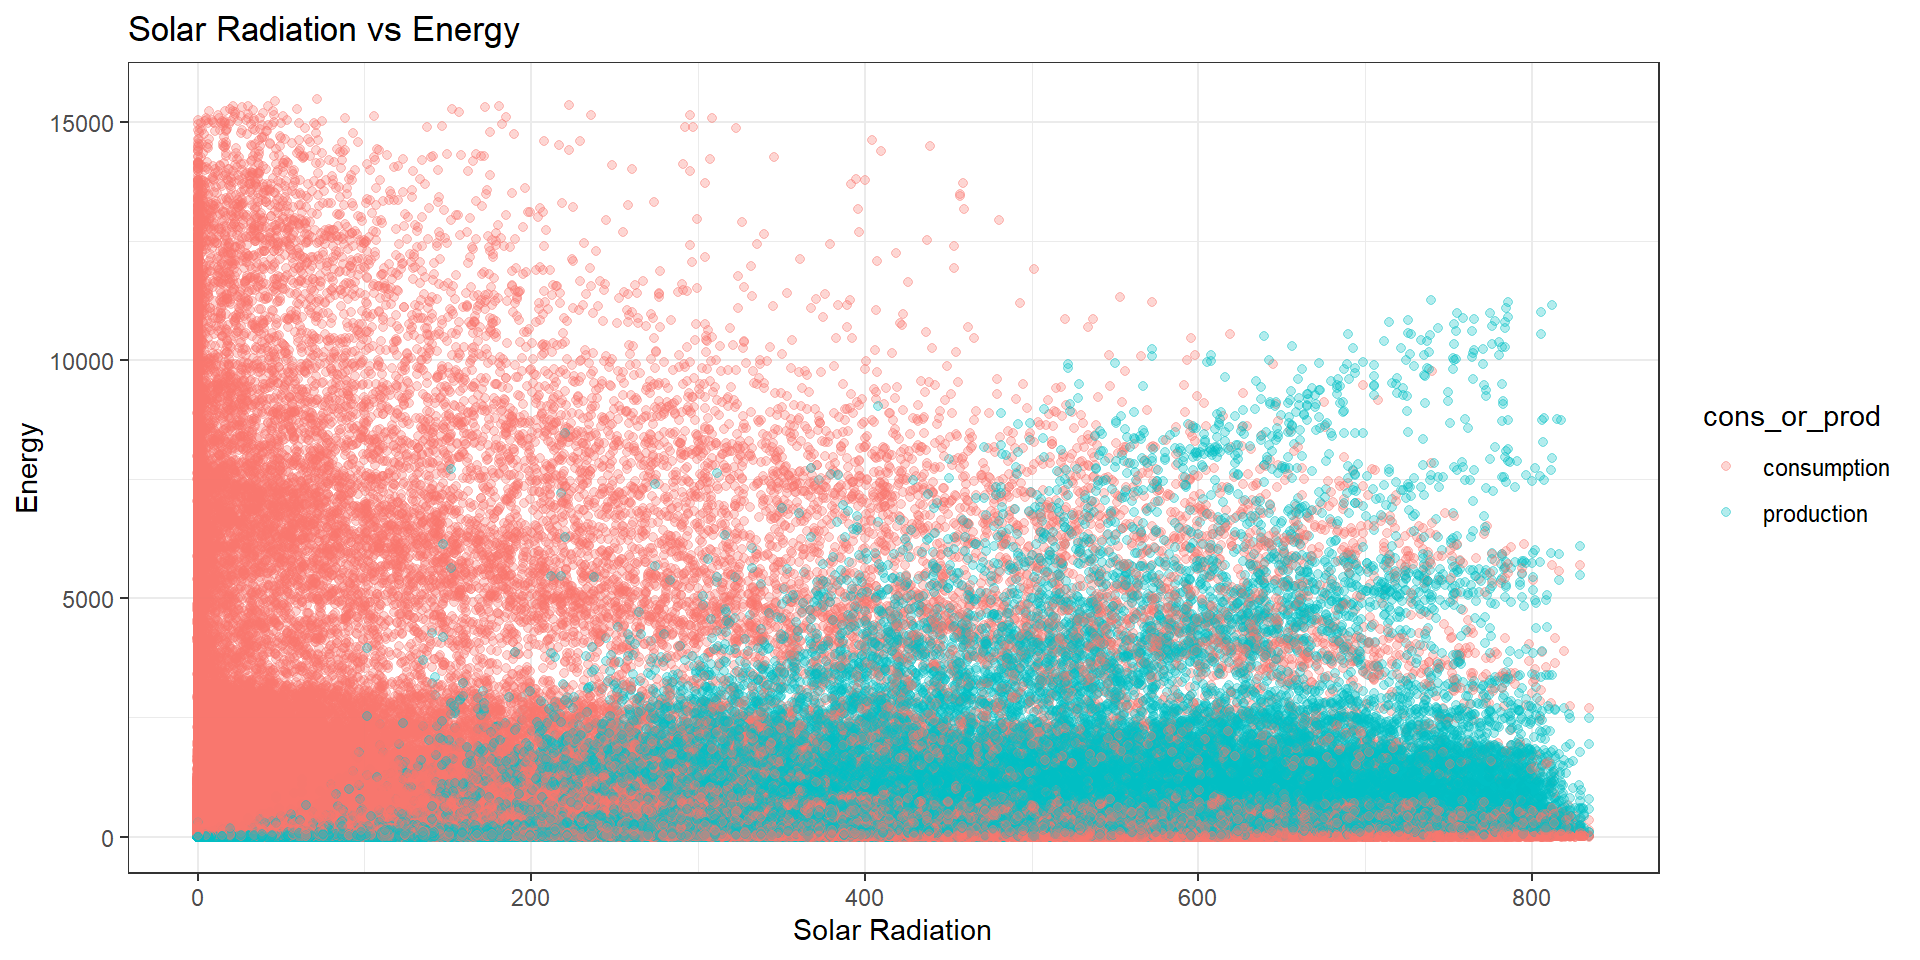 Solar Radiation vs Energy
15000
10000
5000
0
Energy
0 200 400 600 800
Solar Radiation
cons_or_prod
consumption
production